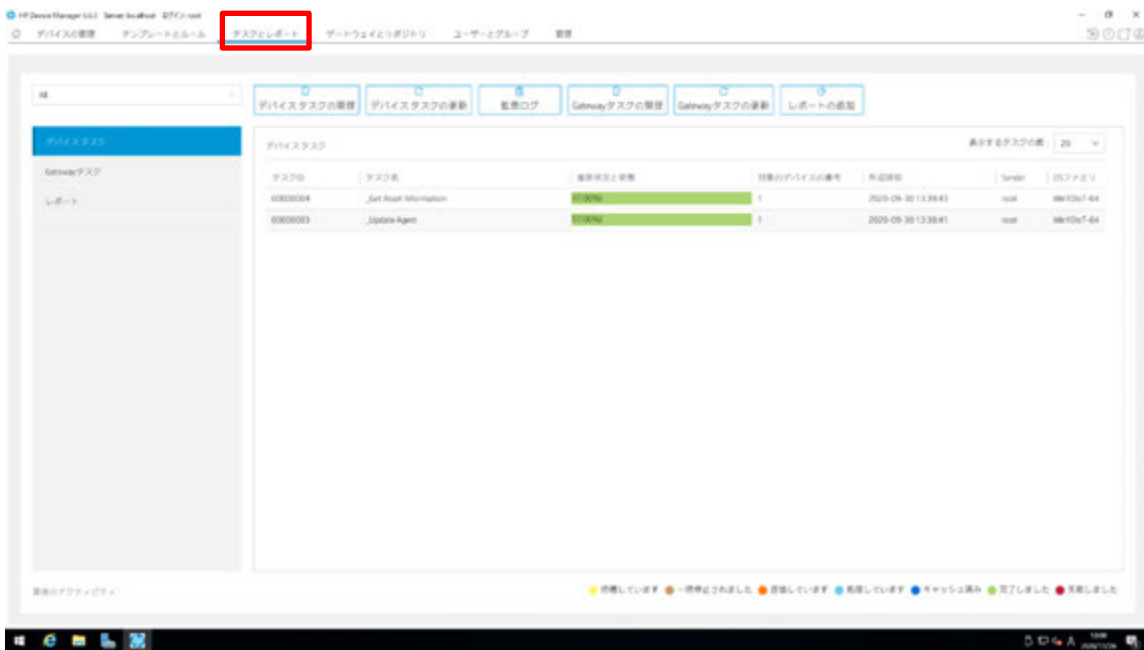 HP Device Manager Server: localhost ログイン: root
デバイスの管理 テンプレートとルール タスクとレポート ゲートウェイとリポジトリ ユーザーとグループ 管理
デバイスタスクの管理 デバイスタスクの更新 監査ログ Gatewayタスクの管理 Gatewayタスクの更新 レポートの追加
デバイスタスク
Gatewayタスク
レポート
デバイスタスク 表示するタスクの数: 20
タスクID タスク名 進捗状況と状態 対象のデバイスの番号 作成時刻 Sender OSファミリ
00000004 _Get Asset Information 1 2020-09-30 13:39:43 root Win10IoT-64
00000003 _Update Agent 1 2020-09-30 13:38:41 root Win10IoT-64
最後のアクティビティ:
待機しています 一時停止されました 送信しています 処理しています キャッシュ済み 完了しました 失敗しました
A